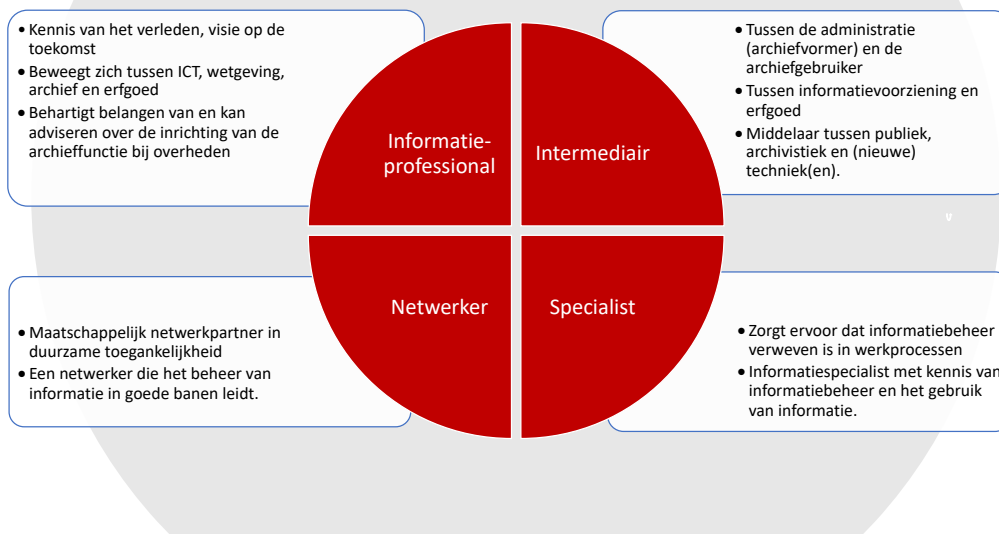 • Kennis van het verleden, visie op de
toekomst
• Beweegt zich tussen ICT, wetgeving,
archief en erfgoed
• Behartigt belangen van en kan
adviseren over de inrichting van de
archieffunctie bij overheden
Informatie-
professional
Intermediair
• Tussen de administratie
(archiefvormer) en de
archiefgebruiker
• Tussen informatievoorziening en
erfgoed
• Middelaar tussen publiek,
archivistiek en (nieuwe)
techniek(en).
• Maatschappelijk netwerkpartner in
duurzame toegankelijkheid
• Een netwerker die het beheer van
informatie in goede banen leidt.
Netwerker
Specialist
• Zorgt ervoor dat informatiebeheer
verweven is in werkprocessen
• Informatiespecialist met kennis van
informatiebeheer en het gebruik
van informatie.